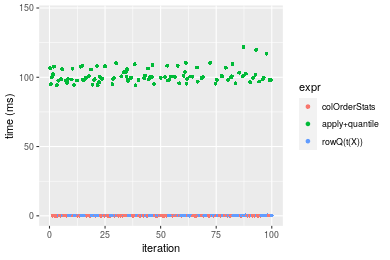 150
100
50
0
time (ms)
0
25
50
75
100
iteration
expr
colOrderStats
apply+quantile
rowQ(t(X))